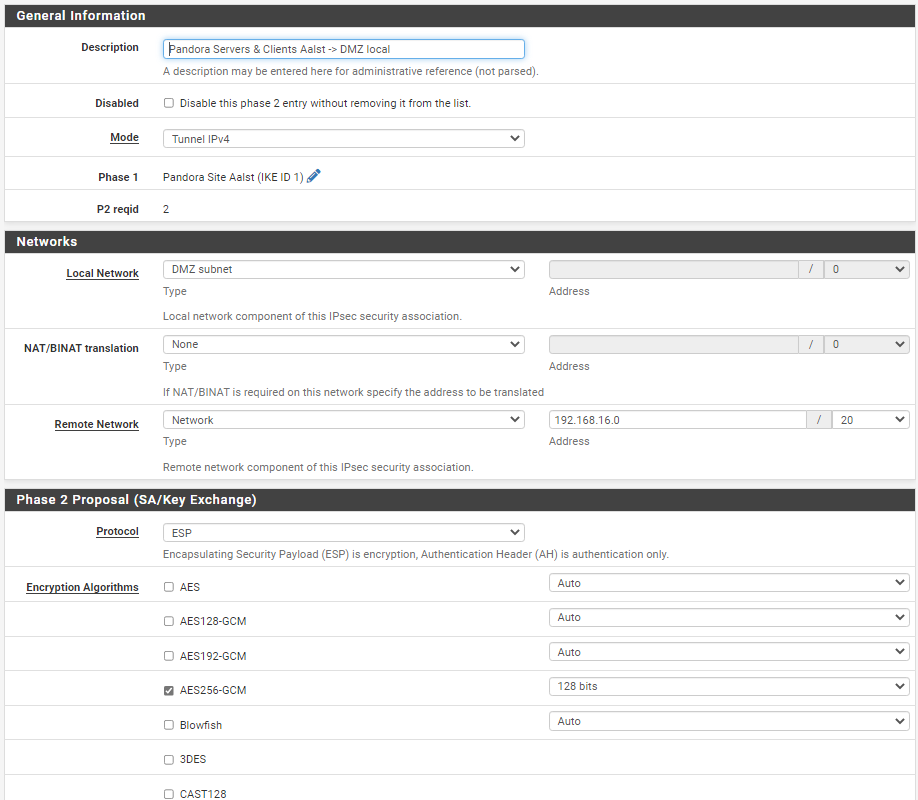 General Information
Description
Pandora Servers & Clients Aalst -> DMZ local
A description may be entered here for administrative reference (not parsed).
Disabled
Disable this phase 2 entry without removing it from the list.
Mode
Tunnel IPv4
Phase 1
Pandora Site Aalst (IKE ID 1)
P2 reqid
2
Networks
Local Network
DMZ subnet
/
0
Type
Address
Local network component of this IPsec security association.
NAT/BINAT translation
None
/
0
Type
Address
If NAT/BINAT is required on this network specify the address to be translated
Remote Network
Network
192.168.16.0
/
20
Type
Address
Remote network component of this IPsec security association.
Phase 2 Proposal (SA/Key Exchange)
Protocol
ESP
Encapsulating Security Payload (ESP) is encryption, Authentication Header (AH) is authentication only.
Encryption Algorithms
AES
Auto
AES128-GCM
Auto
AES192-GCM
Auto
AES256-GCM
128 bits
Blowfish
Auto
3DES
CAST128